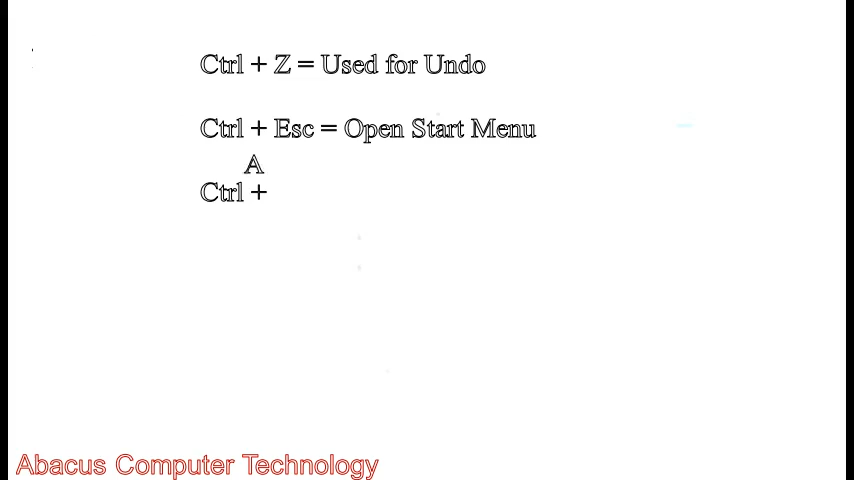 Ctrl + Z = Used for Undo
Ctrl + Esc = Open Start Menu
A
Ctrl +
Abacus Computer Technology